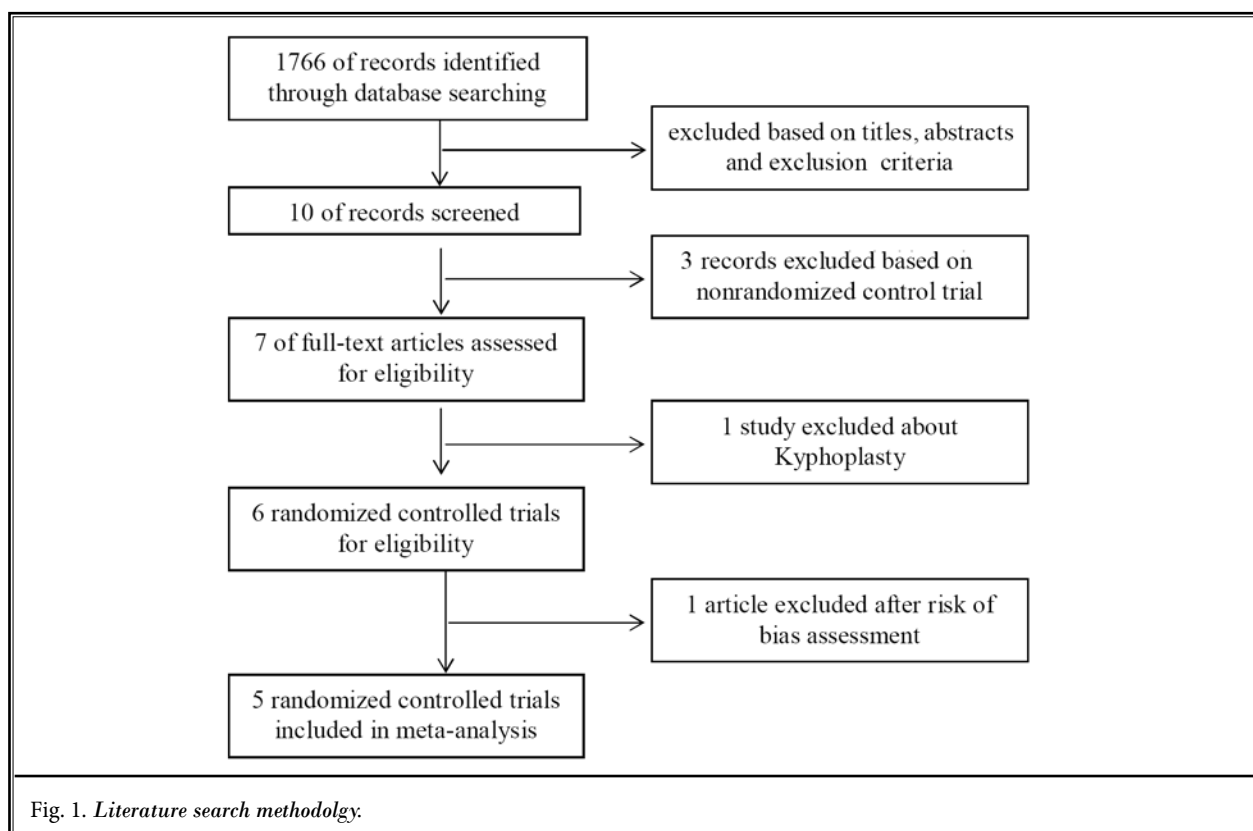 1766 of records identified
through database searching
excluded based on titles, abstracts
and exclusion criteria
10 of records screened
3 records excluded based on
nonrandomized control trial
7 of full-text articles assessed
for eligibility
1 study excluded about
Kyphoplasty
6 randomized controlled trials
for eligibility
1 article excluded after risk of
bias assessment
5 randomized controlled trials
included in meta-analysis
Fig. 1. Literature search methodolgy.